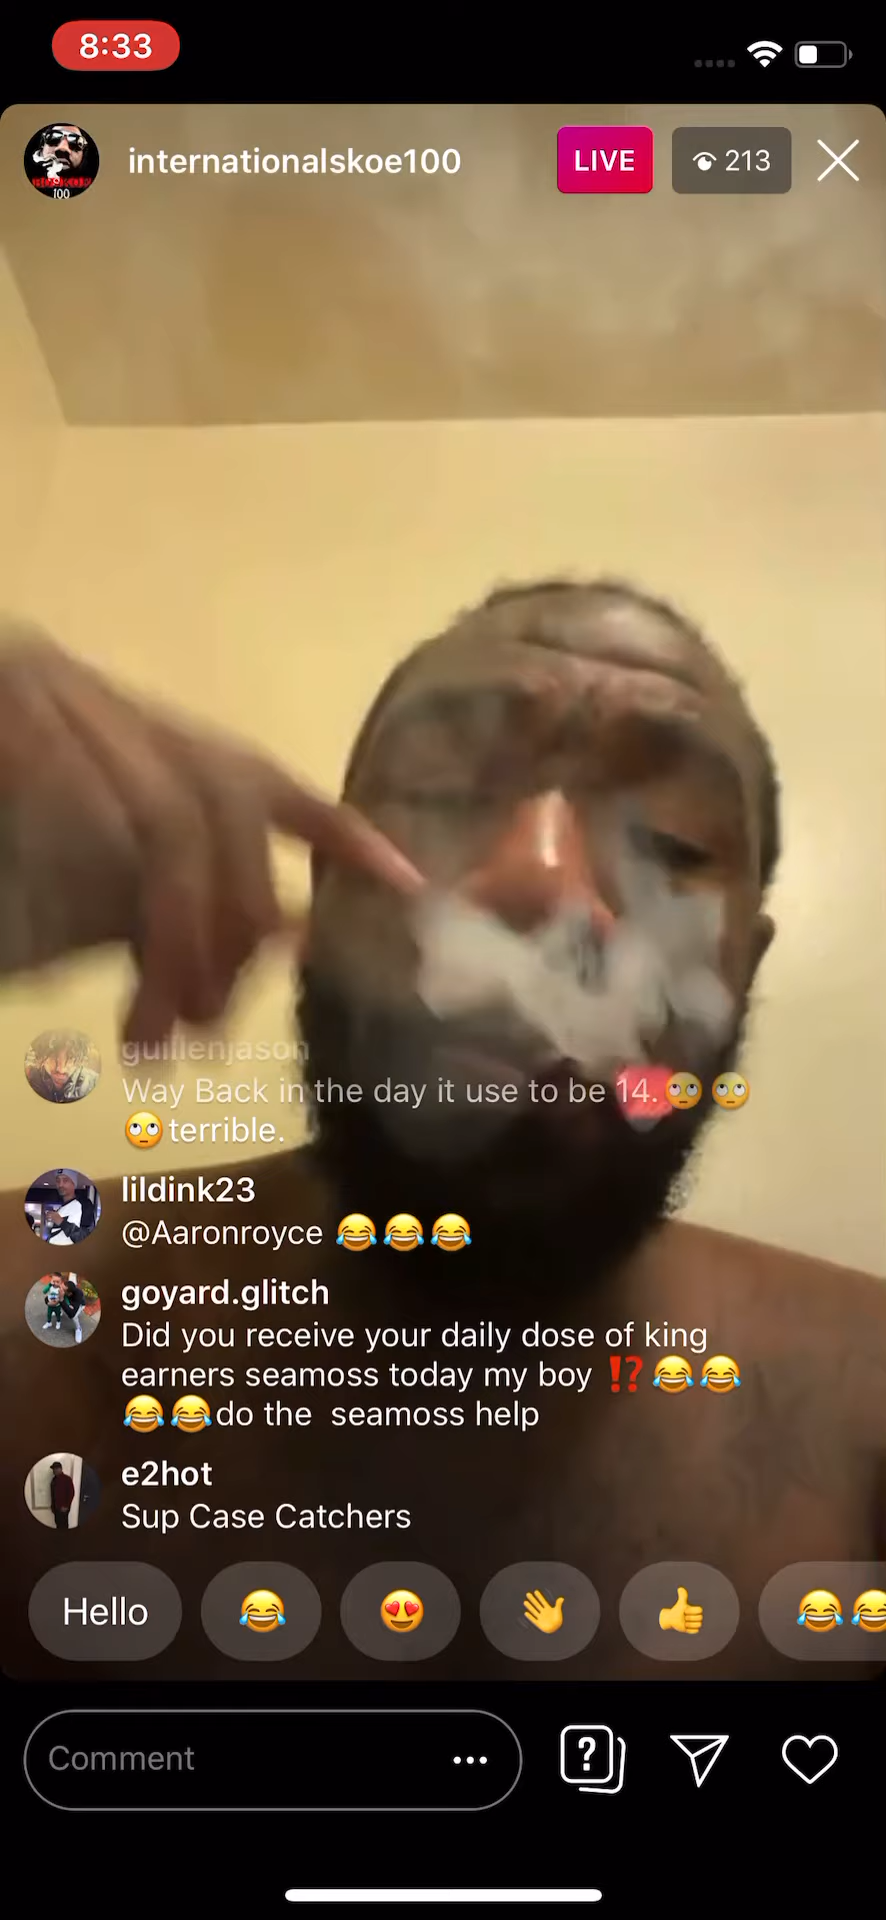 8:33
internationalskoe100
LIVE
213
100
guillenjason
Way Back in the day it use to be 14.🙄🙄
🙄terrible.
lildink23
@Aaronroyce 😂😂😂
goyard.glitch
Did you receive your daily dose of king
earners seamoss today my boy ⁉️😂😂
😂😂do the  seamoss help
e2hot
Sup Case Catchers
Hello
Comment